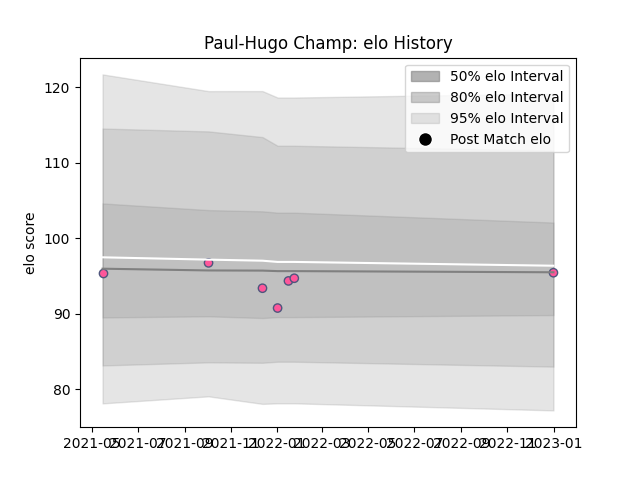 Paul-Hugo Champ: elo History
120
110
100
90
80
elo score
50% elo Interval
80% elo Interval
95% elo Interval
Post Match elo
2021-05
2021-07
2021-09
2021-11
2022-01
2022-03
2022-05
2022-07
2022-09
2022-11
2023-01